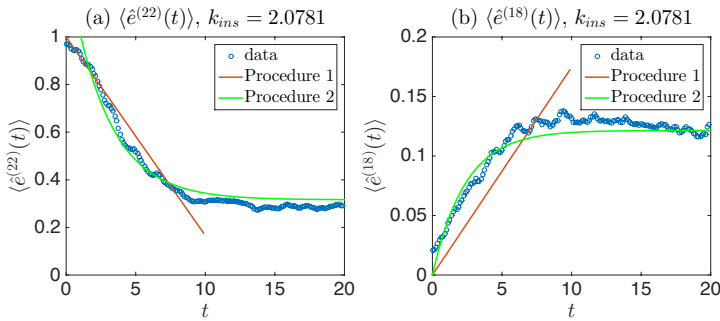 (a) ⟨ê⁽²²⁾(t)⟩, k_ins = 2.0781
1
0.8
0.6
0.4
0.2
0
⟨ê⁽²²⁾(t)⟩
data
Procedure 1
Procedure 2
0 5 10 15 20
t
(b) ⟨ê⁽¹⁸⁾(t)⟩, k_ins = 2.0781
0.2
0.15
0.1
0.05
0
⟨ê⁽¹⁸⁾(t)⟩
data
Procedure 1
Procedure 2
0 5 10 15 20
t